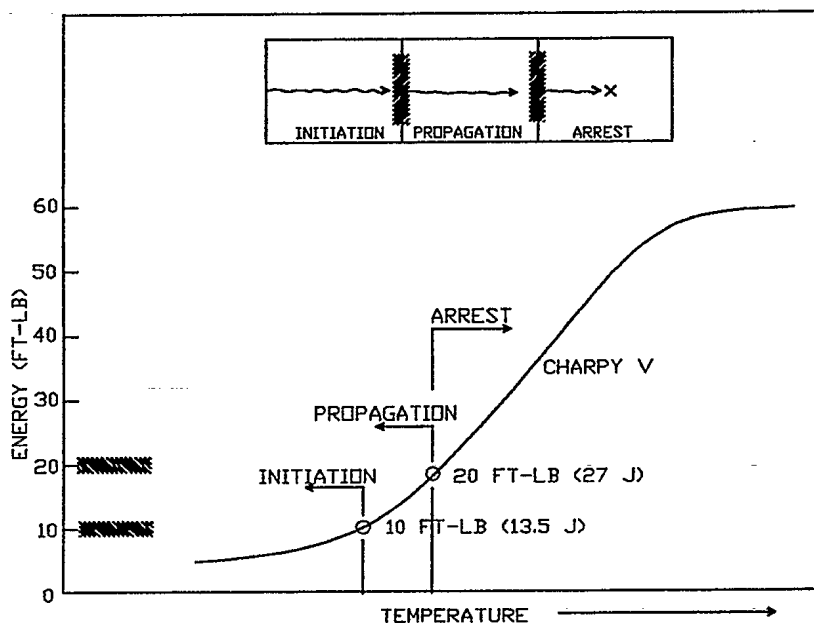 INITIATION PROPAGATION ARREST
60
50
40
30
20
10
0
ENERGY (FT-LB)
ARREST
CHARPY V
PROPAGATION
INITIATION
20 FT-LB (27 J)
10 FT-LB (13.5 J)
TEMPERATURE